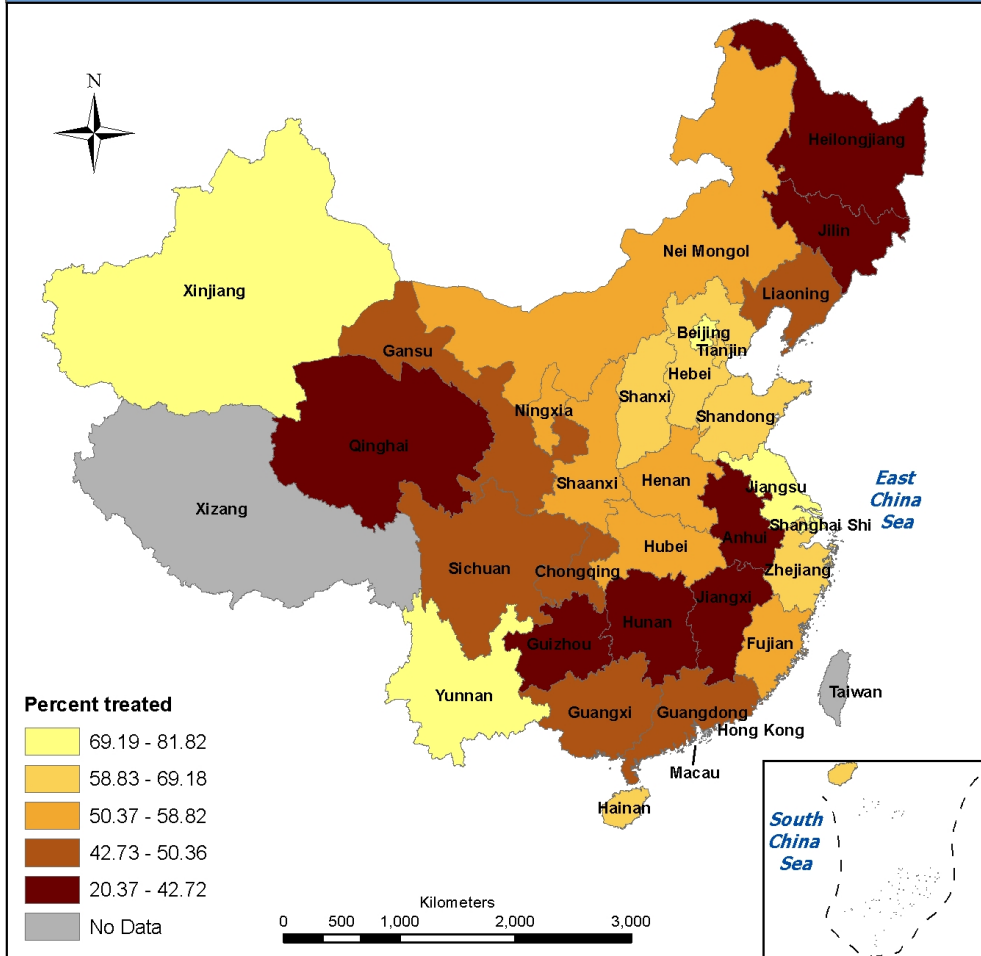 N
Heilongjiang
Jilin
Nei Mongol
Liaoning
Xinjiang
Beijing
Tianjin
Gansu
Hebei
Shanxi
Ningxia
Shandong
Qinghai
Shaanxi
Henan
Jiangsu
East
China
Sea
Xizang
Shanghai Shi
Anhui
Hubei
Sichuan
Chongqing
Zhejiang
Jiangxi
Hunan
Guizhou
Fujian
Yunnan
Taiwan
Guangxi
Guangdong
Hong Kong
Macau
Hainan
Percent treated
69.19 - 81.82
58.83 - 69.18
50.37 - 58.82
42.73 - 50.36
20.37 - 42.72
No Data
South
China
Sea
Kilometers
0 500 1,000 2,000 3,000